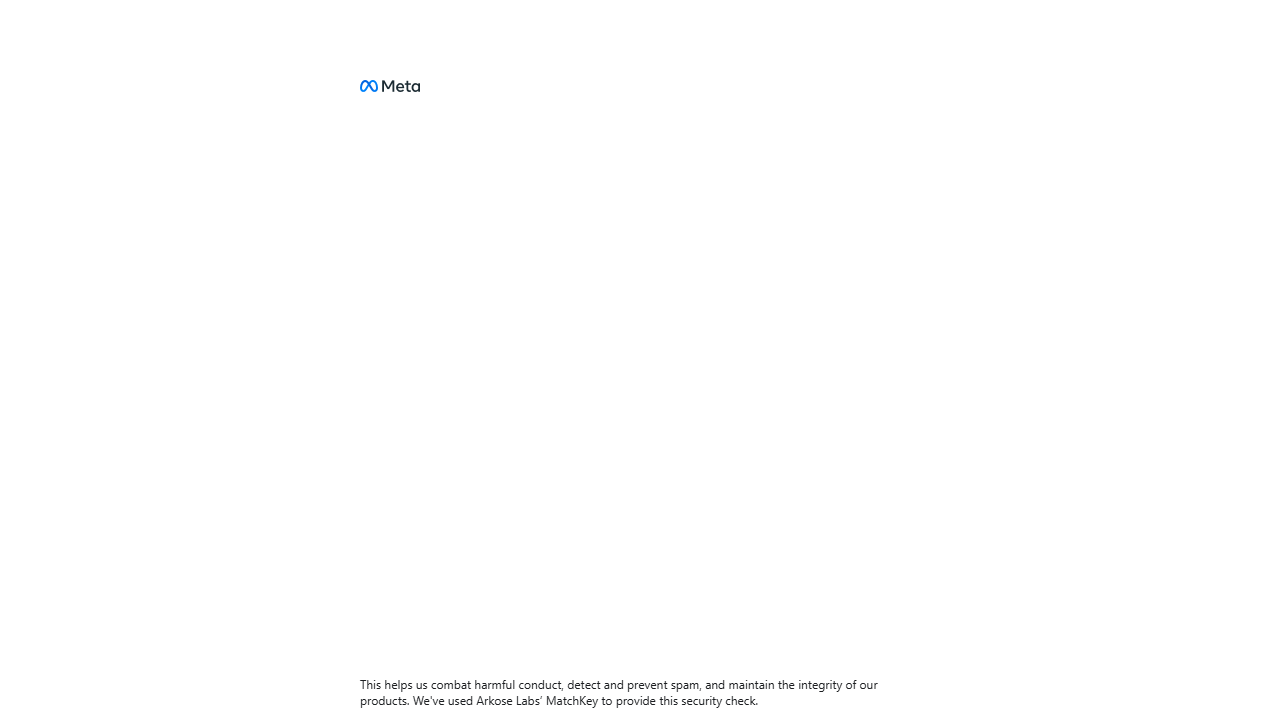 Meta
This helps us combat harmful conduct, detect and prevent spam, and maintain the integrity of our
products. We've used Arkose Labs’ MatchKey to provide this security check.